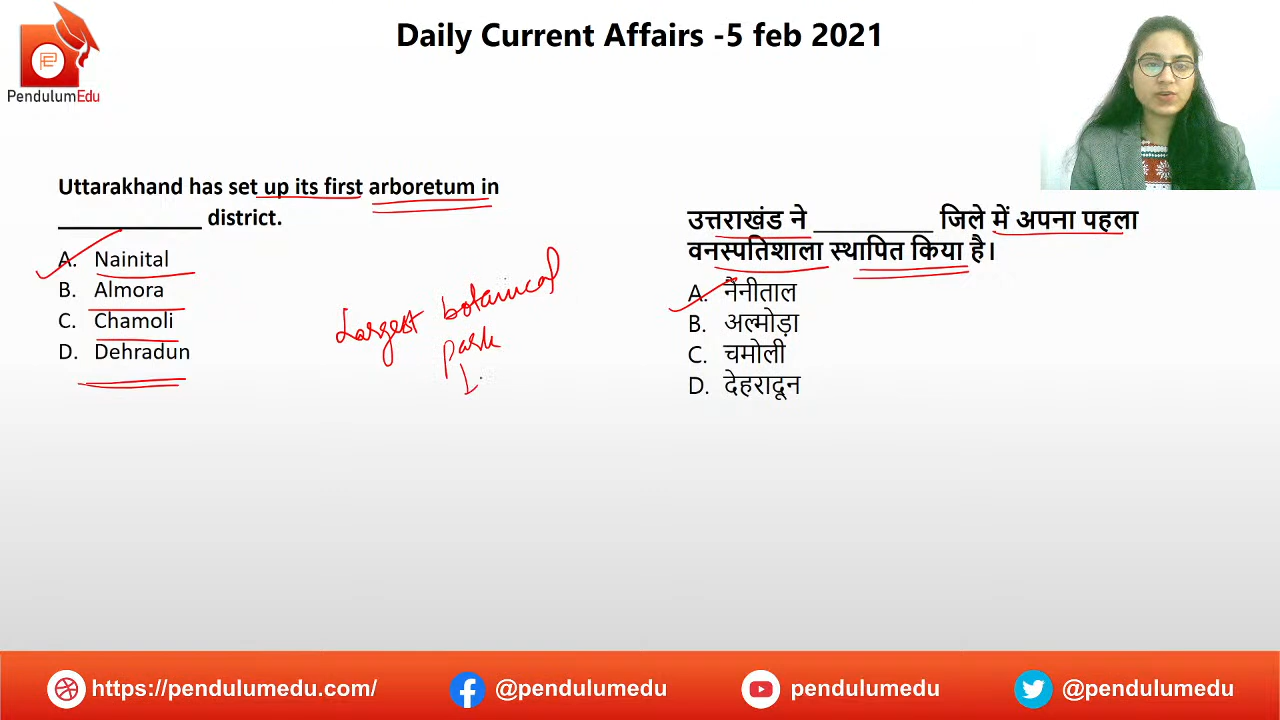 Daily Current Affairs -5 feb 2021
PendulumEdu
Uttarakhand has set up its first arboretum in
____________ district.
A. Nainital
B. Almora
C. Chamoli
D. Dehradun
Largest botanical
park
L
उत्तराखंड ने __________ जिले में अपना पहला
वनस्पतिशाला स्थापित किया है।
A. नैनीताल
B. अल्मोड़ा
C. चमोली
D. देहरादून
https://pendulumedu.com/
@pendulumedu
pendulumedu
@pendulumedu